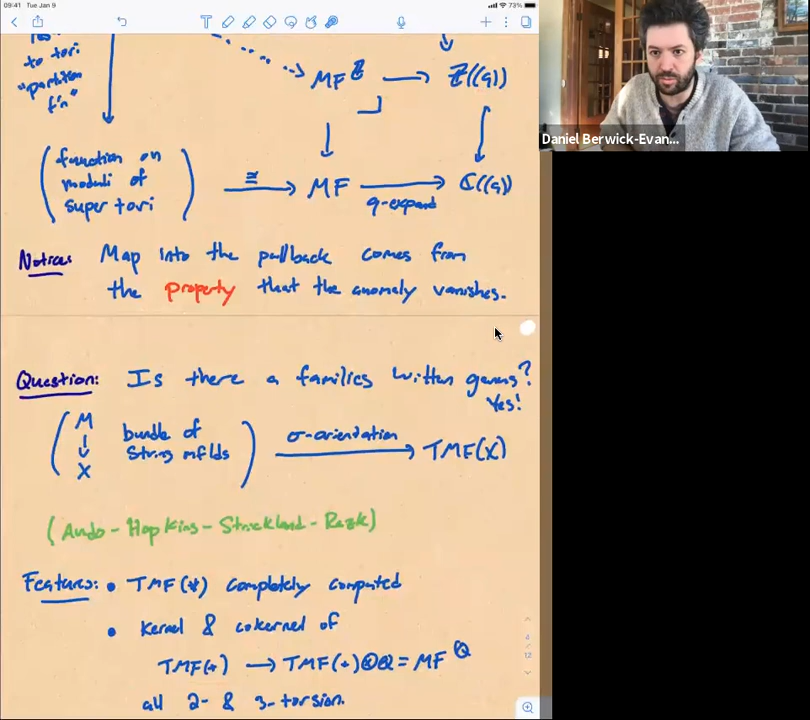 09:41 Tue Jan 9
73%
Daniel Berwick-Evan...
to tori
"partition
f'n"
MF^ℤ → ℤ((q))
(function on
moduli of
super tori)
≅ → MF → ℂ((q))
q-expand
Notice: Map into the pullback comes from
the property that the anomaly vanishes.
Question: Is there a families written genus?
Yes!
(M ↓ X bundle of
String mflds) σ-orientation → TMF(X)
(Ando-Hopkins-Strickland-Rezk)
Features: • TMF(*) completely computed
• Kernel & cokernel of
TMF(*) → TMF(*)⊗ℚ = MF^ℚ
all 2- & 3-torsion.
4
12